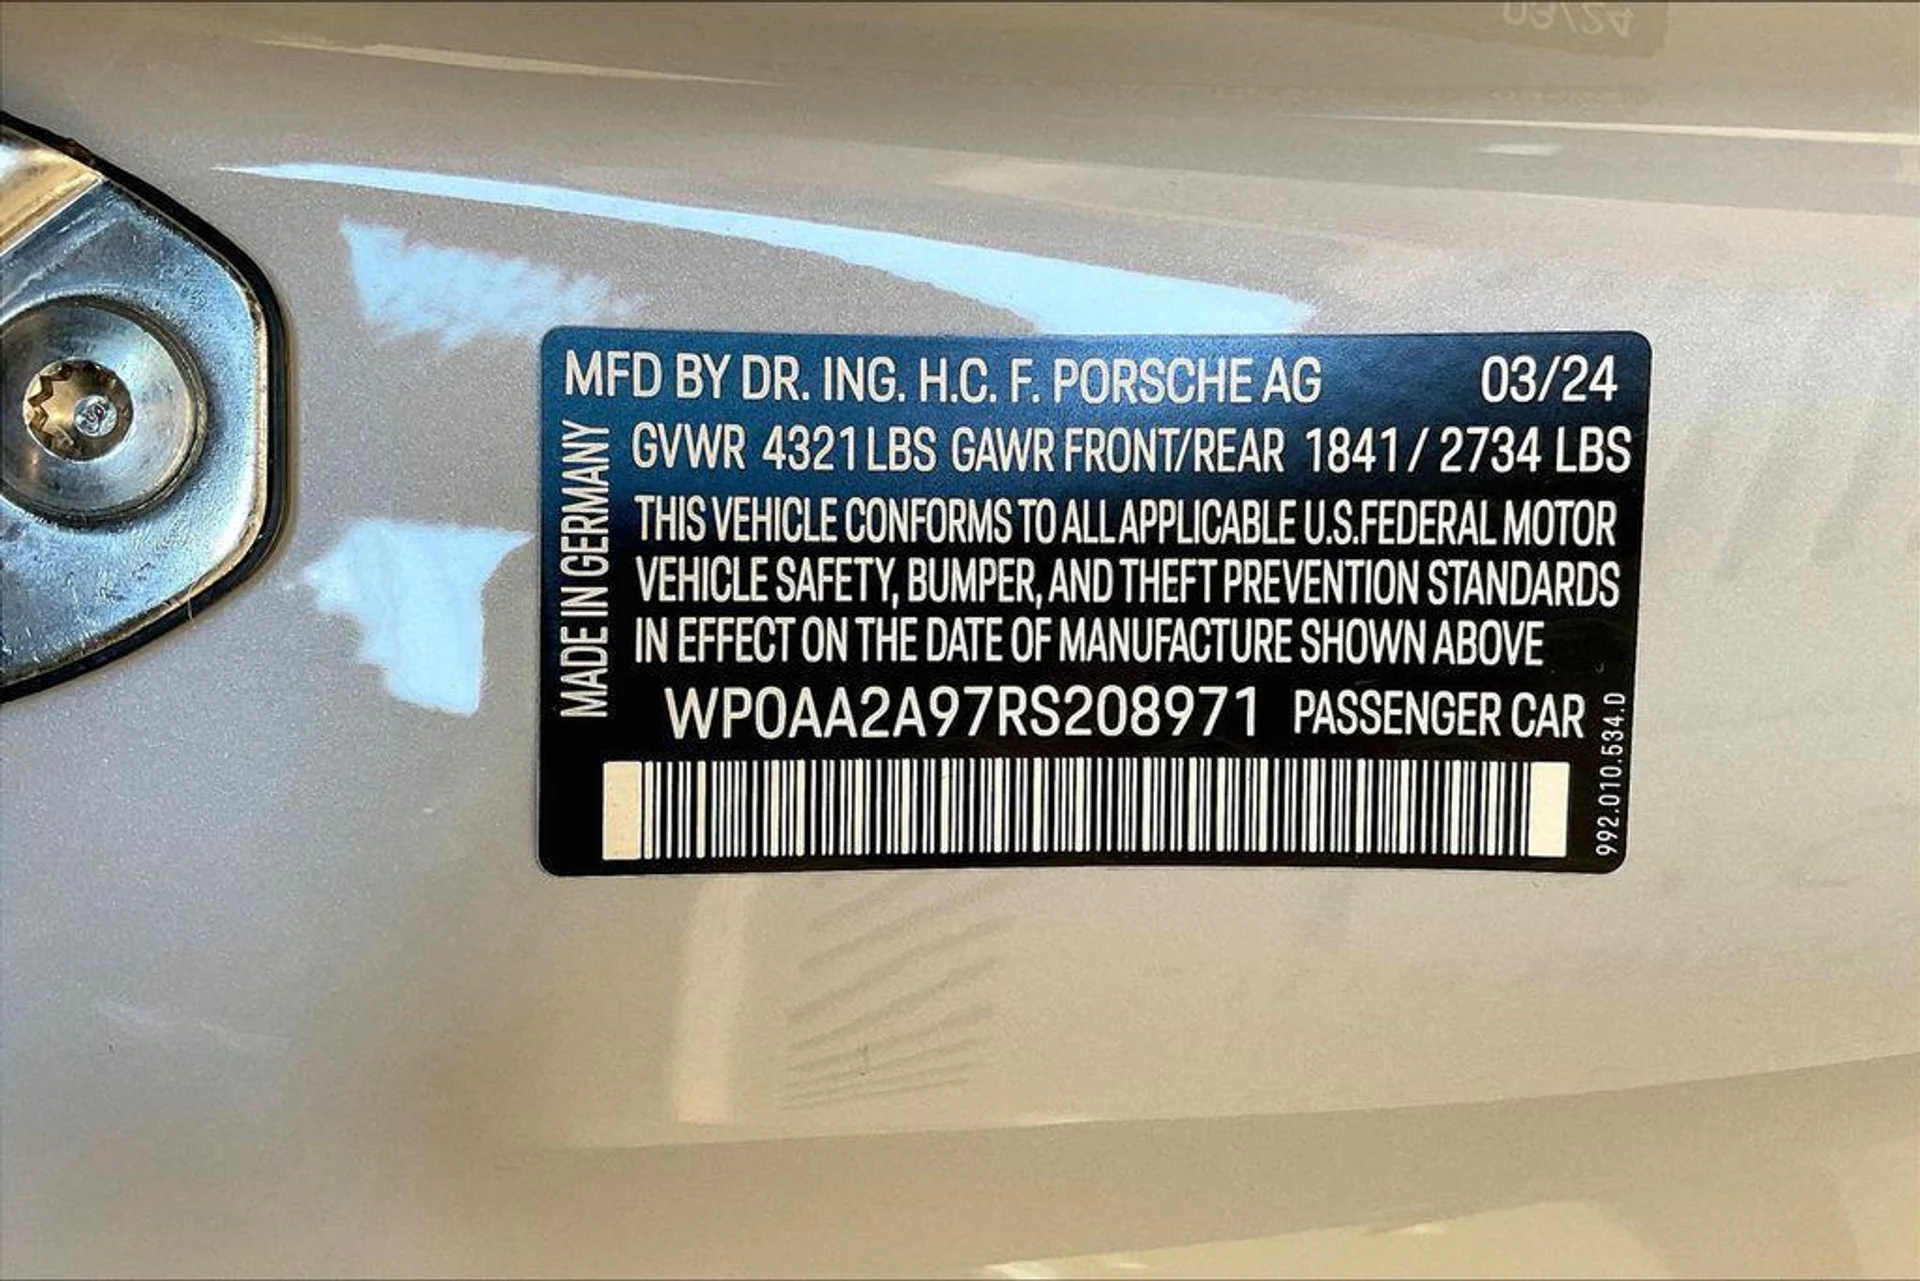 MFD BY DR. ING. H.C. F. PORSCHE AG 03/24
GVWR 4321 LBS GAWR FRONT/REAR 1841 / 2734 LBS
THIS VEHICLE CONFORMS TO ALL APPLICABLE U.S.FEDERAL MOTOR
VEHICLE SAFETY, BUMPER, AND THEFT PREVENTION STANDARDS
IN EFFECT ON THE DATE OF MANUFACTURE SHOWN ABOVE
WP0AA2A97RS208971 PASSENGER CAR
MADE IN GERMANY
992.010.534.D